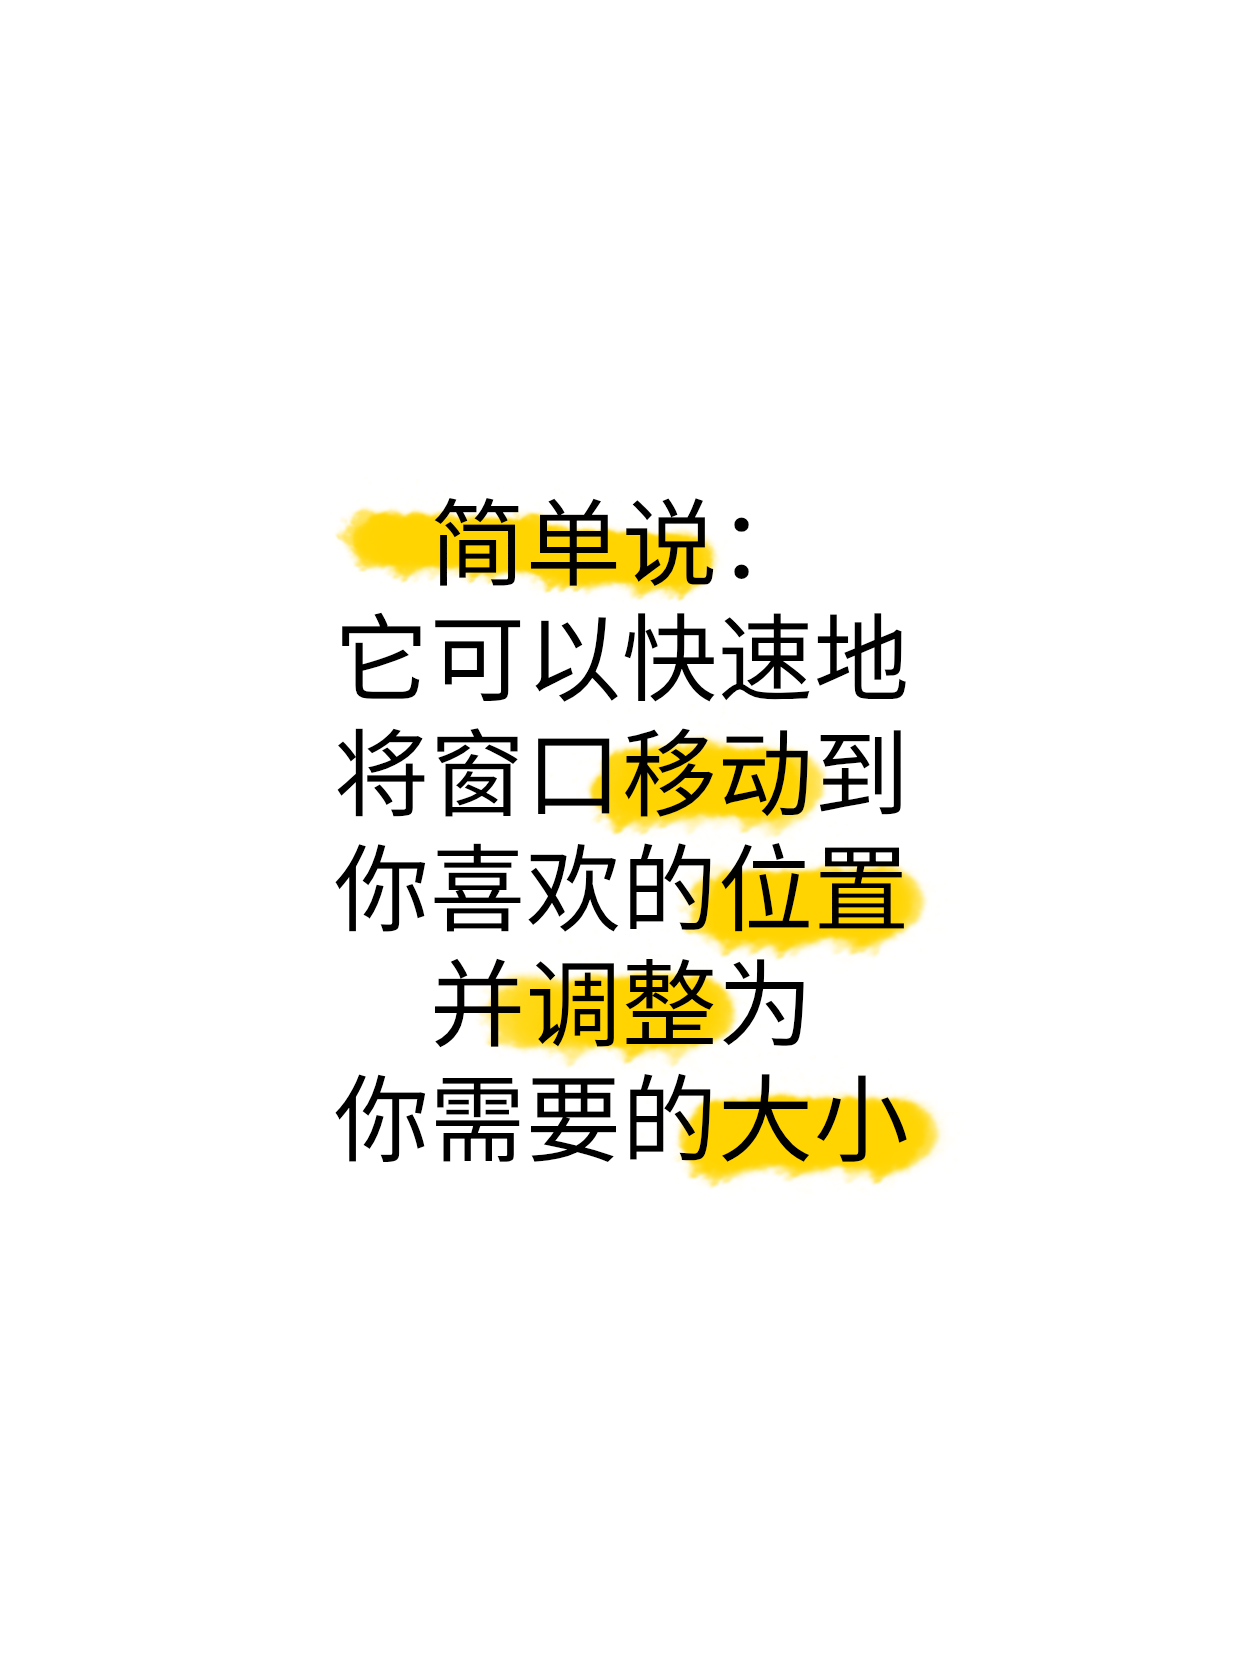 简单说：
它可以快速地
将窗口移动到
你喜欢的位置
并调整为
你需要的大小